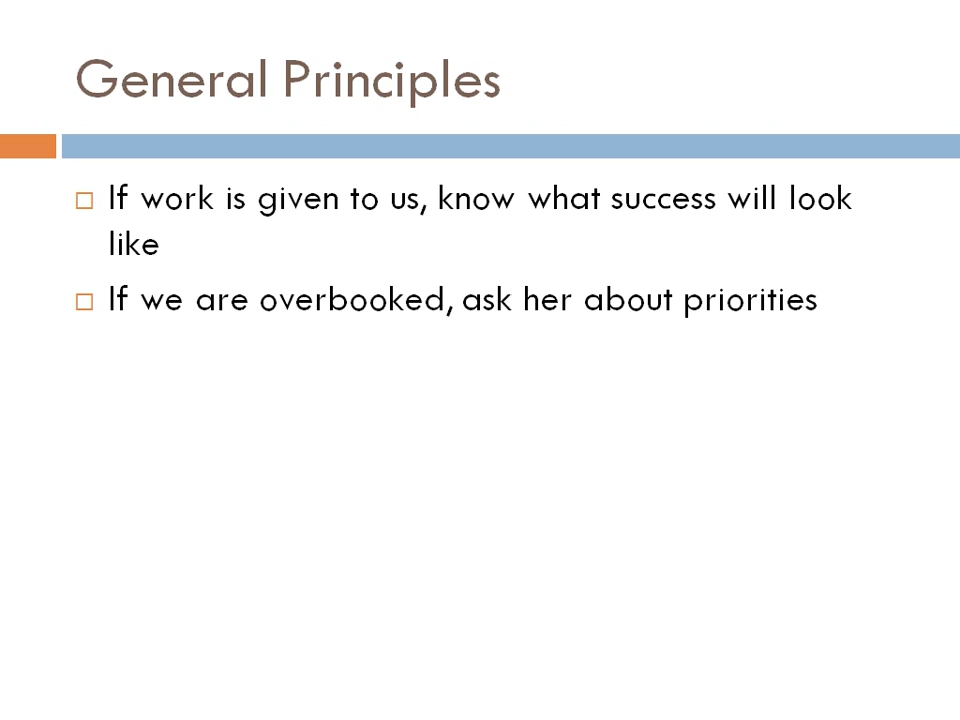 General Principles
If work is given to us, know what success will look
like
If we are overbooked, ask her about priorities